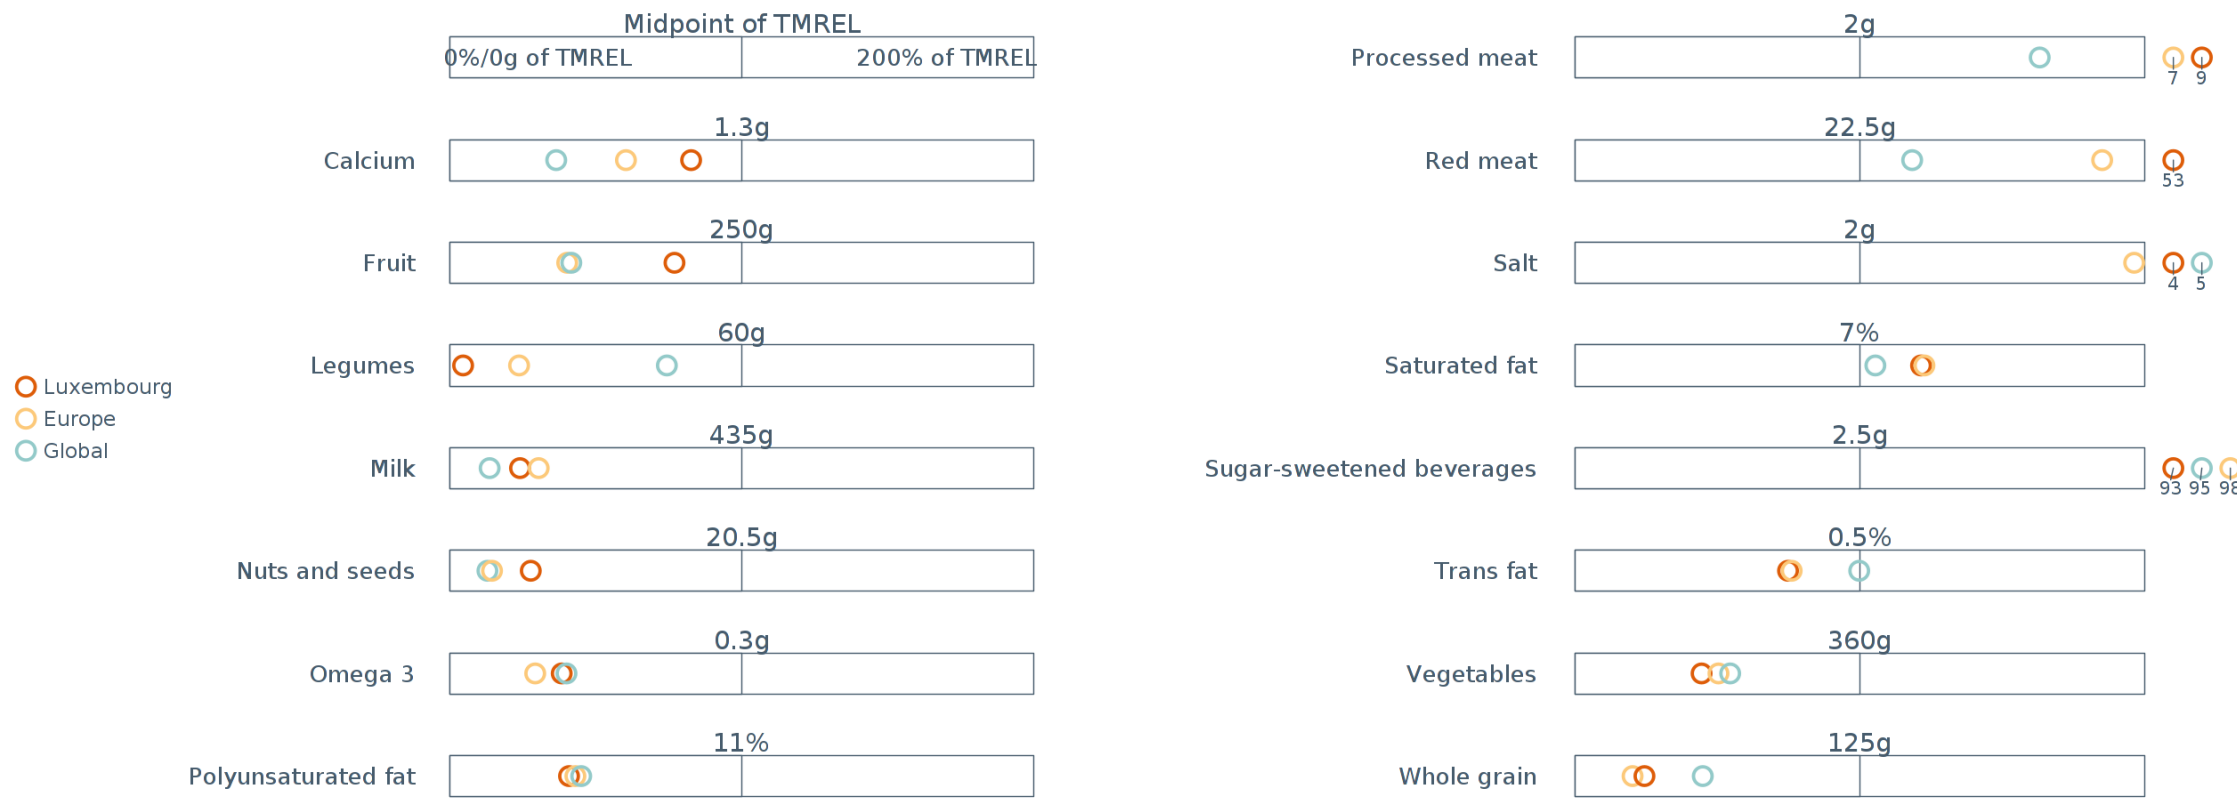 Midpoint of TMREL
0%/0g of TMREL
200% of TMREL
Calcium
1.3g
Fruit
250g
Legumes
60g
Milk
435g
Nuts and seeds
20.5g
Omega 3
0.3g
Polyunsaturated fat
11%
Luxembourg
Europe
Global
Processed meat
2g
7 9
Red meat
22.5g
53
Salt
2g
4 5
Saturated fat
7%
Sugar-sweetened beverages
2.5g
93 95 98
Trans fat
0.5%
Vegetables
360g
Whole grain
125g